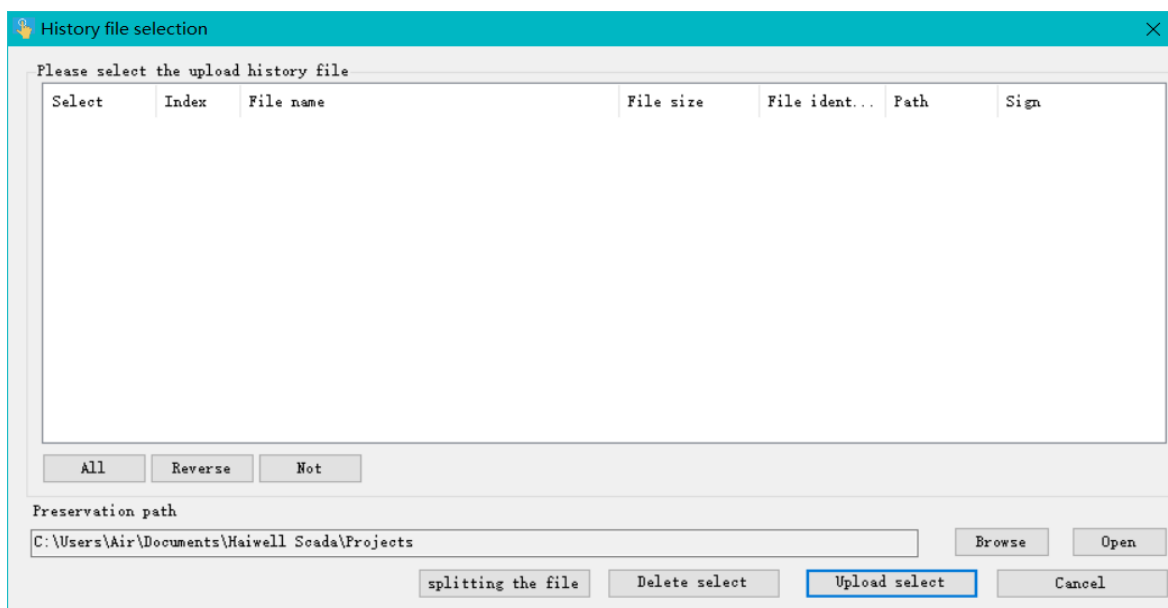 History file selection
Please select the upload history file
Select Index File name File size File ident... Path Sign
All Reverse Not
Preservation path
C:\Users\Air\Documents\Haiwell Scada\Projects Browse Open
splitting the file Delete select Upload select Cancel